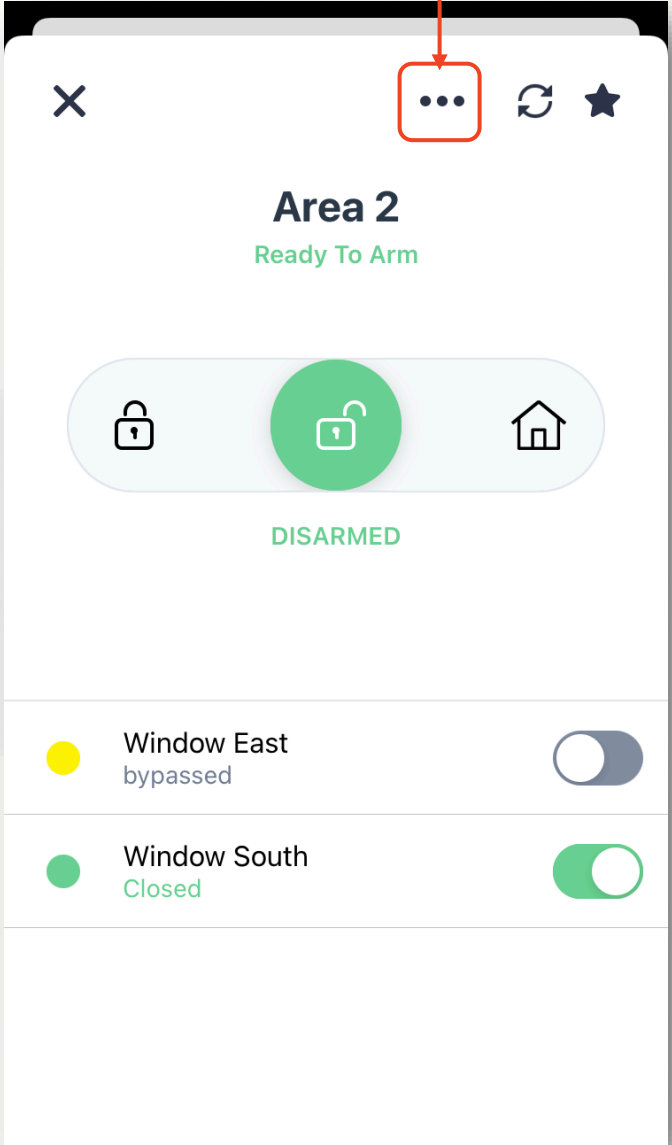 Area 2
Ready To Arm
DISARMED
Window East
bypassed
Window South
Closed